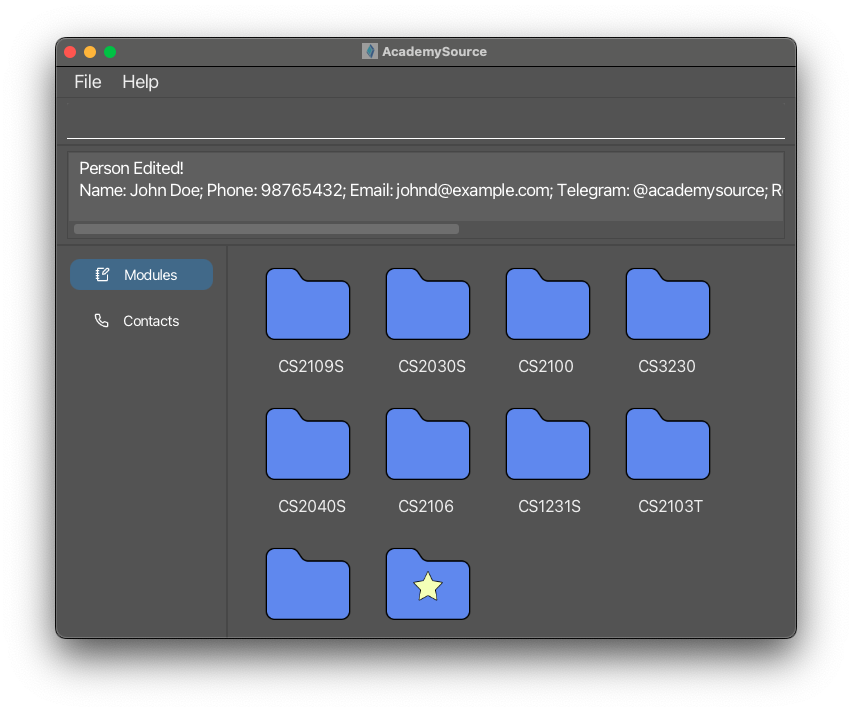 AcademySource
File Help
Person Edited!
Name: John Doe; Phone: 98765432; Email: johnd@example.com; Telegram: @academysource; R
Modules
Contacts
CS2109S CS2030S CS2100 CS3230
CS2040S CS2106 CS1231S CS2103T